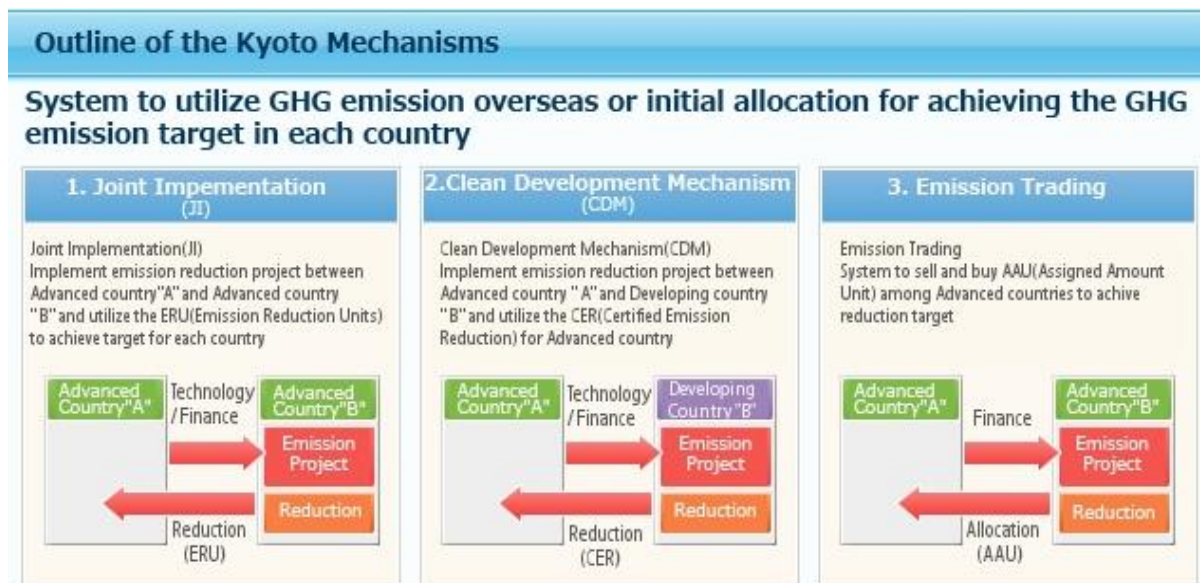 Outline of the Kyoto Mechanisms
System to utilize GHG emission overseas or initial allocation for achieving the GHG
emission target in each country
1. Joint Impementation
(JI)
Joint Implementation(JI)
Implement emission reduction project between
Advanced country"A" and Advanced country
"B" and utilize the ERU(Emission Reduction Units)
to achieve target for each country
Advanced
Country"A"
Technology
/Finance
Advanced
Country"B"
Emission
Project
Reduction
Reduction
(ERU)
2.Clean Development Mechanism
(CDM)
Clean Development Mechanism(CDM)
Implement emission reduction project between
Advanced country "A" and Developing country
"B" and utilize the CER(Certified Emission
Reduction) for Advanced country
Advanced
Country"A"
Technology
/Finance
Developing
Country"B"
Emission
Project
Reduction
Reduction
(CER)
3. Emission Trading
Emission Trading
System to sell and buy AAU(Assigned Amount
Unit) among Advanced countries to achive
reduction target
Advanced
Country"A"
Finance
Advanced
Country"B"
Emission
Project
Reduction
Allocation
(AAU)